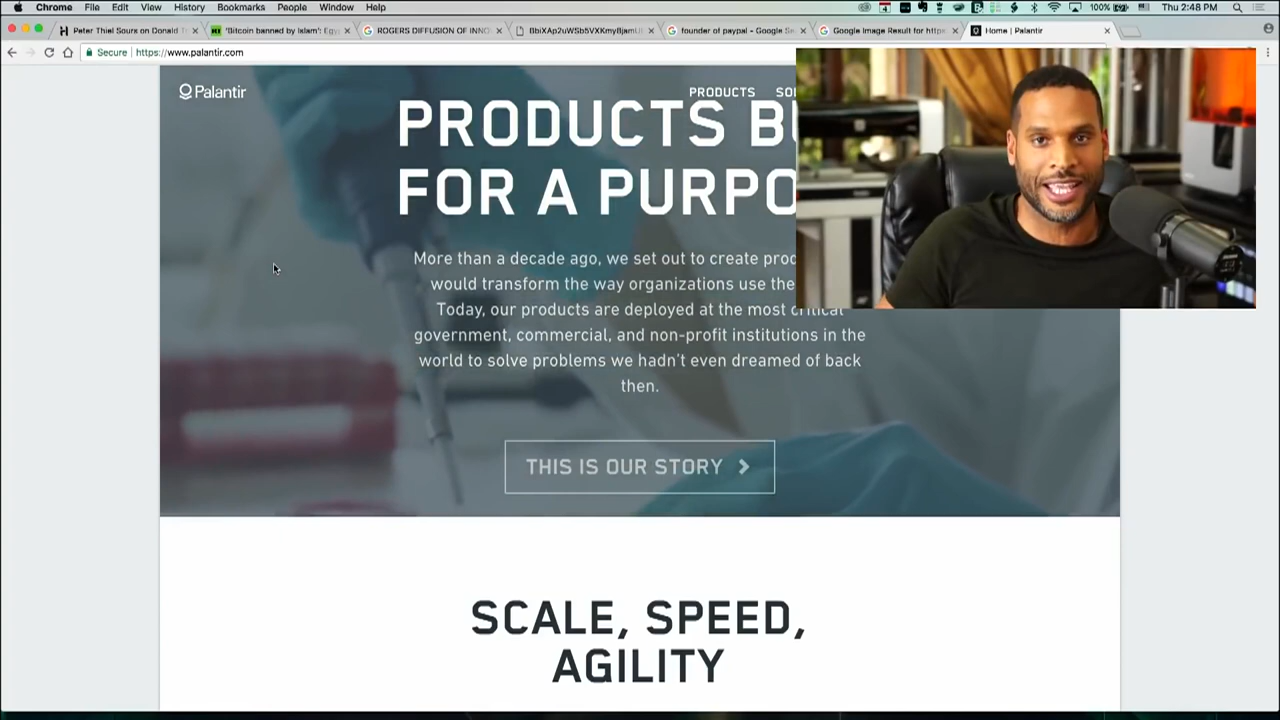 Chrome File Edit View History Bookmarks People Window Help 100% Thu 2:48 PM
Peter Thiel Sours on Donald T 'Bitcoin banned by Islam': Eg ROGERS DIFFUSION OF INNO founder of paypal - Google Se Google Image Result for https: Home | Palantir
Secure https://www.palantir.com
Palantir PRODUCTS SO
PRODUCTS BU
FOR A PURPO
More than a decade ago, we set out to create prod
would transform the way organizations use the
Today, our products are deployed at the most critical
government, commercial, and non-profit institutions in the
world to solve problems we hadn't even dreamed of back
then.
THIS IS OUR STORY
SCALE, SPEED,
AGILITY